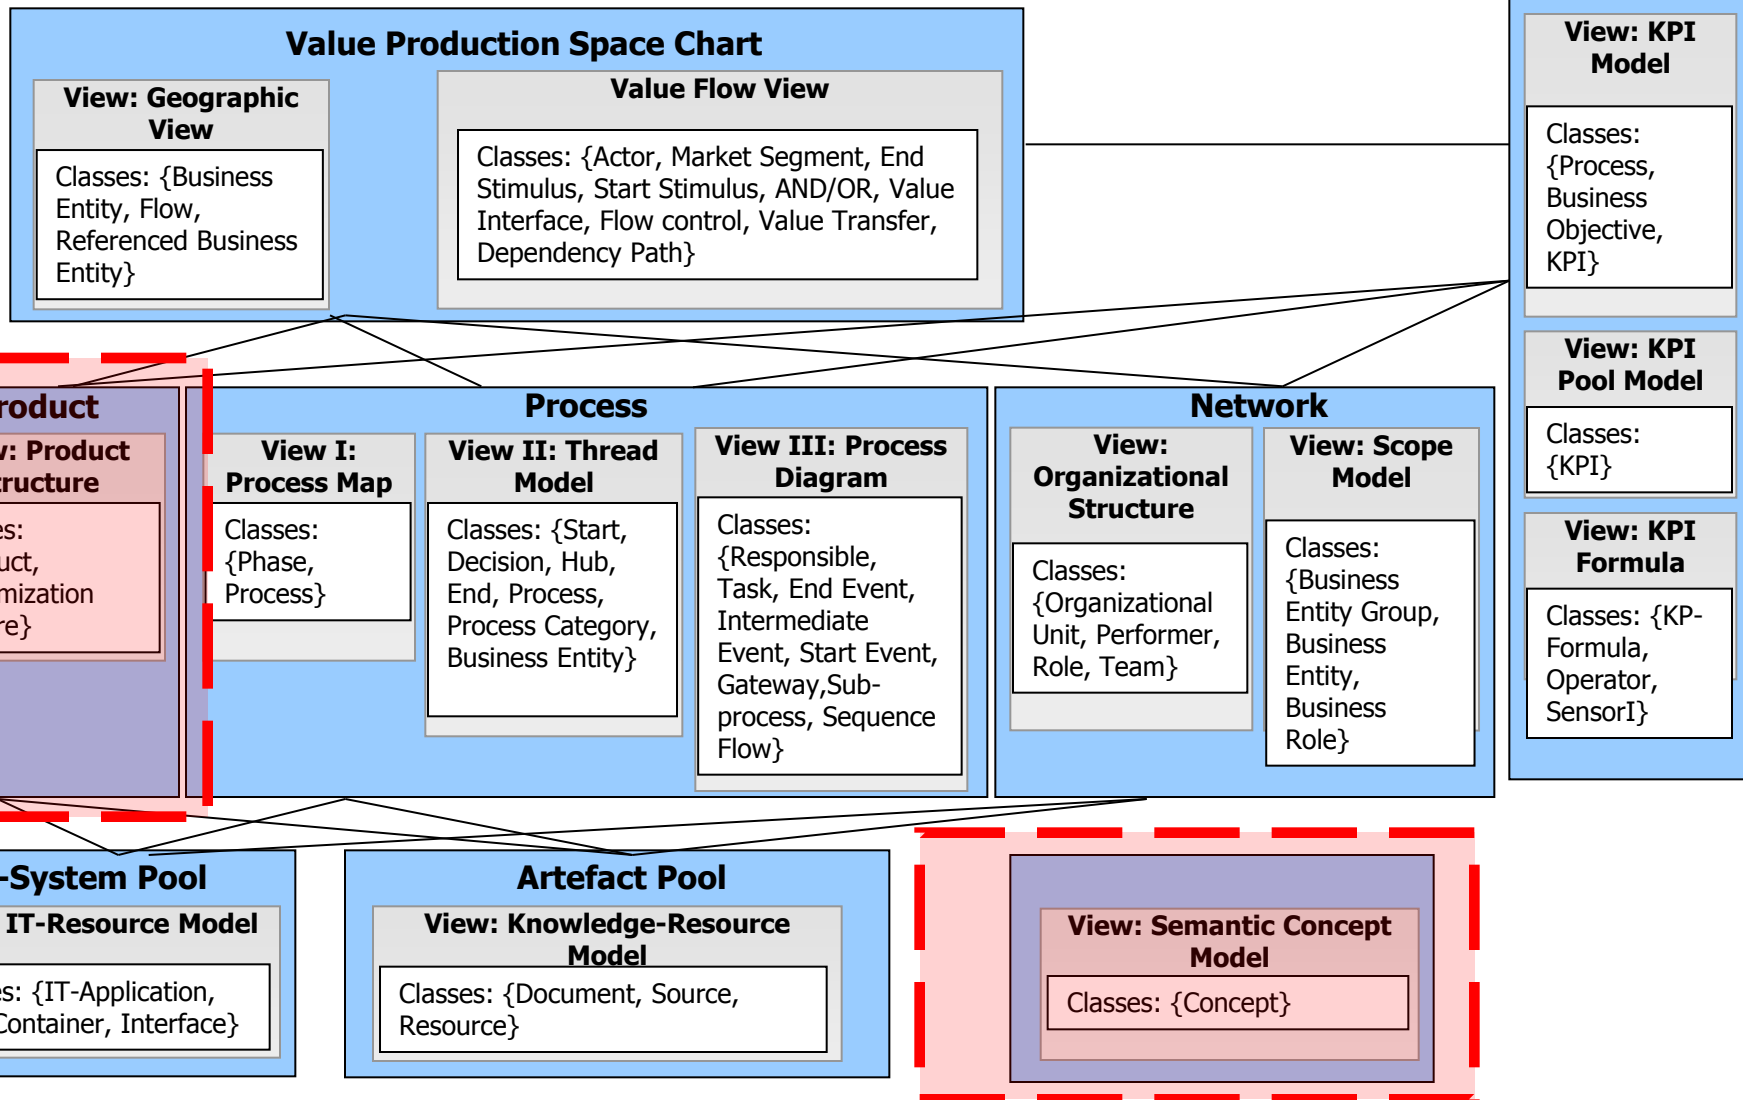 Value Production Space Chart
View: Geographic
View
Classes: {Business
Entity, Flow,
Referenced Business
Entity}
Value Flow View
Classes: {Actor, Market Segment, End
Stimulus, Start Stimulus, AND/OR, Value
Interface, Flow control, Value Transfer,
Dependency Path}
View: KPI
Model
Classes:
{Process,
Business
Objective,
KPI}
View: KPI
Pool Model
Classes:
{KPI}
View: KPI
Formula
Classes: {KP-
Formula,
Operator,
SensorI}
roduct
: Product
ructure
es:
uct,
mization
re}
Process
View I:
Process Map
Classes:
{Phase,
Process}
View II: Thread
Model
Classes: {Start,
Decision, Hub,
End, Process,
Process Category,
Business Entity}
View III: Process
Diagram
Classes:
{Responsible,
Task, End Event,
Intermediate
Event, Start Event,
Gateway,Sub-
process, Sequence
Flow}
Network
View:
Organizational
Structure
Classes:
{Organizational
Unit, Performer,
Role, Team}
View: Scope
Model
Classes:
{Business
Entity Group,
Business
Entity,
Business
Role}
-System Pool
IT-Resource Model
es: {IT-Application,
Container, Interface}
Artefact Pool
View: Knowledge-Resource
Model
Classes: {Document, Source,
Resource}
View: Semantic Concept
Model
Classes: {Concept}